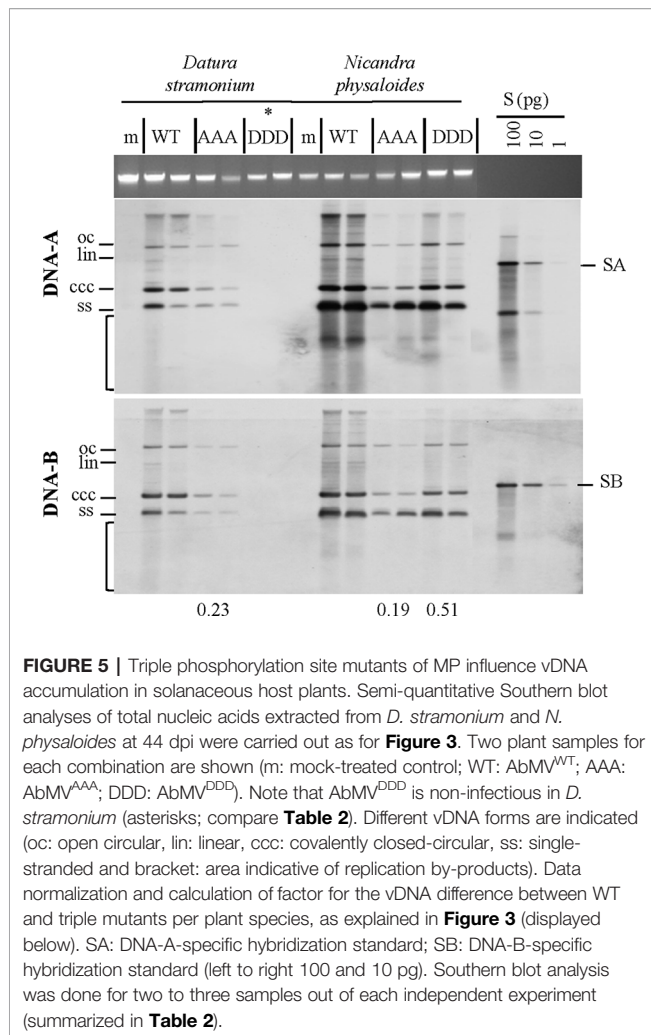 Datura
stramonium
Nicandra
physaloides
*
S (pg)
m WT AAA DDD m WT AAA DDD 100 10 1
DNA-A
oc
lin
ccc
ss
SA
DNA-B
oc
lin
ccc
ss
SB
0.23 0.19 0.51
FIGURE 5 | Triple phosphorylation site mutants of MP influence vDNA
accumulation in solanaceous host plants. Semi-quantitative Southern blot
analyses of total nucleic acids extracted from D. stramonium and N.
physaloides at 44 dpi were carried out as for Figure 3. Two plant samples for
each combination are shown (m: mock-treated control; WT: AbMVWT; AAA:
AbMVAAA; DDD: AbMVDDD). Note that AbMVDDD is non-infectious in D.
stramonium (asterisks; compare Table 2). Different vDNA forms are indicated
(oc: open circular, lin: linear, ccc: covalently closed-circular, ss: single-
stranded and bracket: area indicative of replication by-products). Data
normalization and calculation of factor for the vDNA difference between WT
and triple mutants per plant species, as explained in Figure 3 (displayed
below). SA: DNA-A-specific hybridization standard; SB: DNA-B-specific
hybridization standard (left to right 100 and 10 pg). Southern blot analysis
was done for two to three samples out of each independent experiment
(summarized in Table 2).